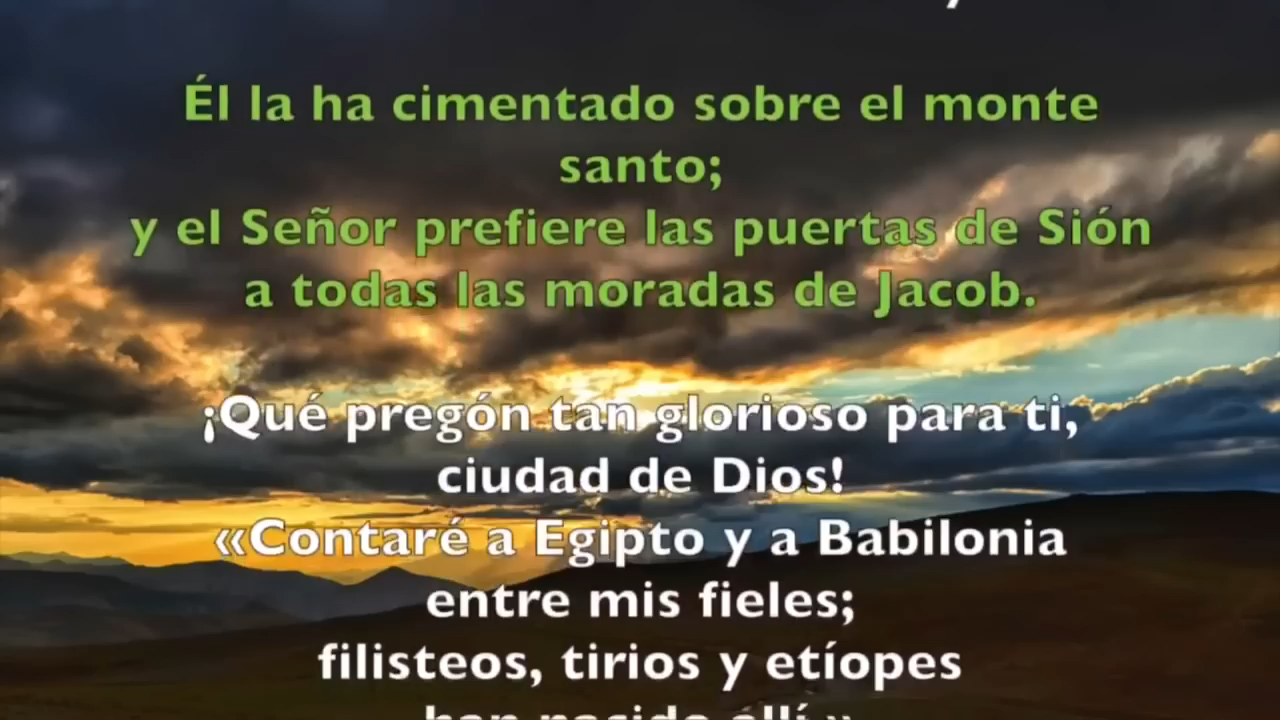 Él la ha cimentado sobre el monte
santo;
y el Señor prefiere las puertas de Sión
a todas las moradas de Jacob.
¡Qué pregón tan glorioso para ti,
ciudad de Dios!
«Contaré a Egipto y a Babilonia
entre mis fieles;
filisteos, tirios y etíopes
han nacido allí.»